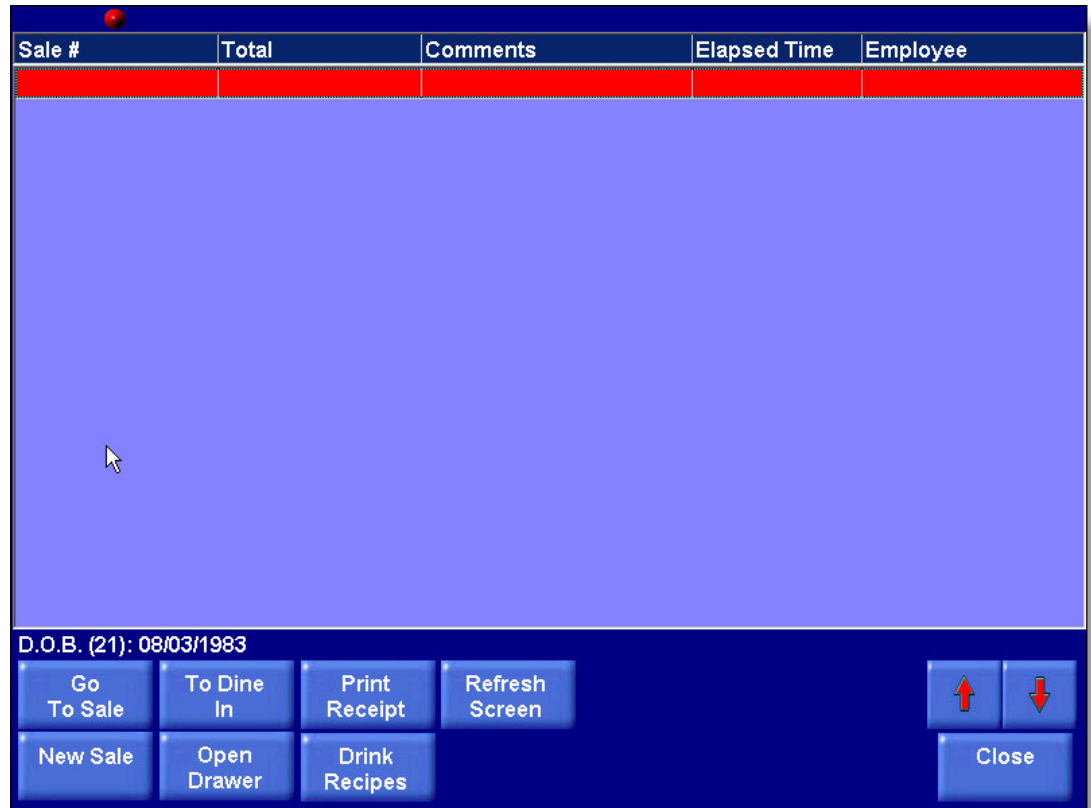 Sale # Total Comments Elapsed Time Employee
D.O.B. (21): 08/03/1983
Go
To Sale
To Dine
In
Print
Receipt
Refresh
Screen
New Sale
Open
Drawer
Drink
Recipes
Close